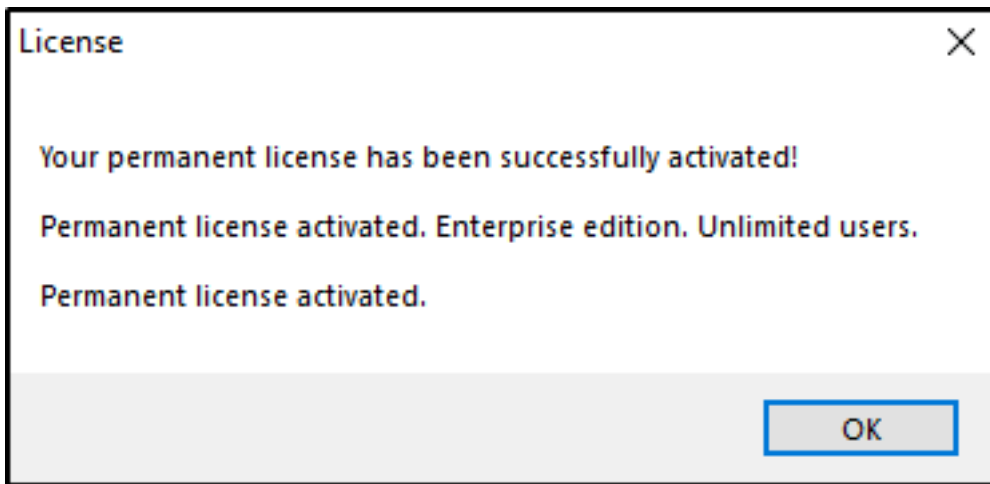 License
Your permanent license has been successfully activated!
Permanent license activated. Enterprise edition. Unlimited users.
Permanent license activated.
OK